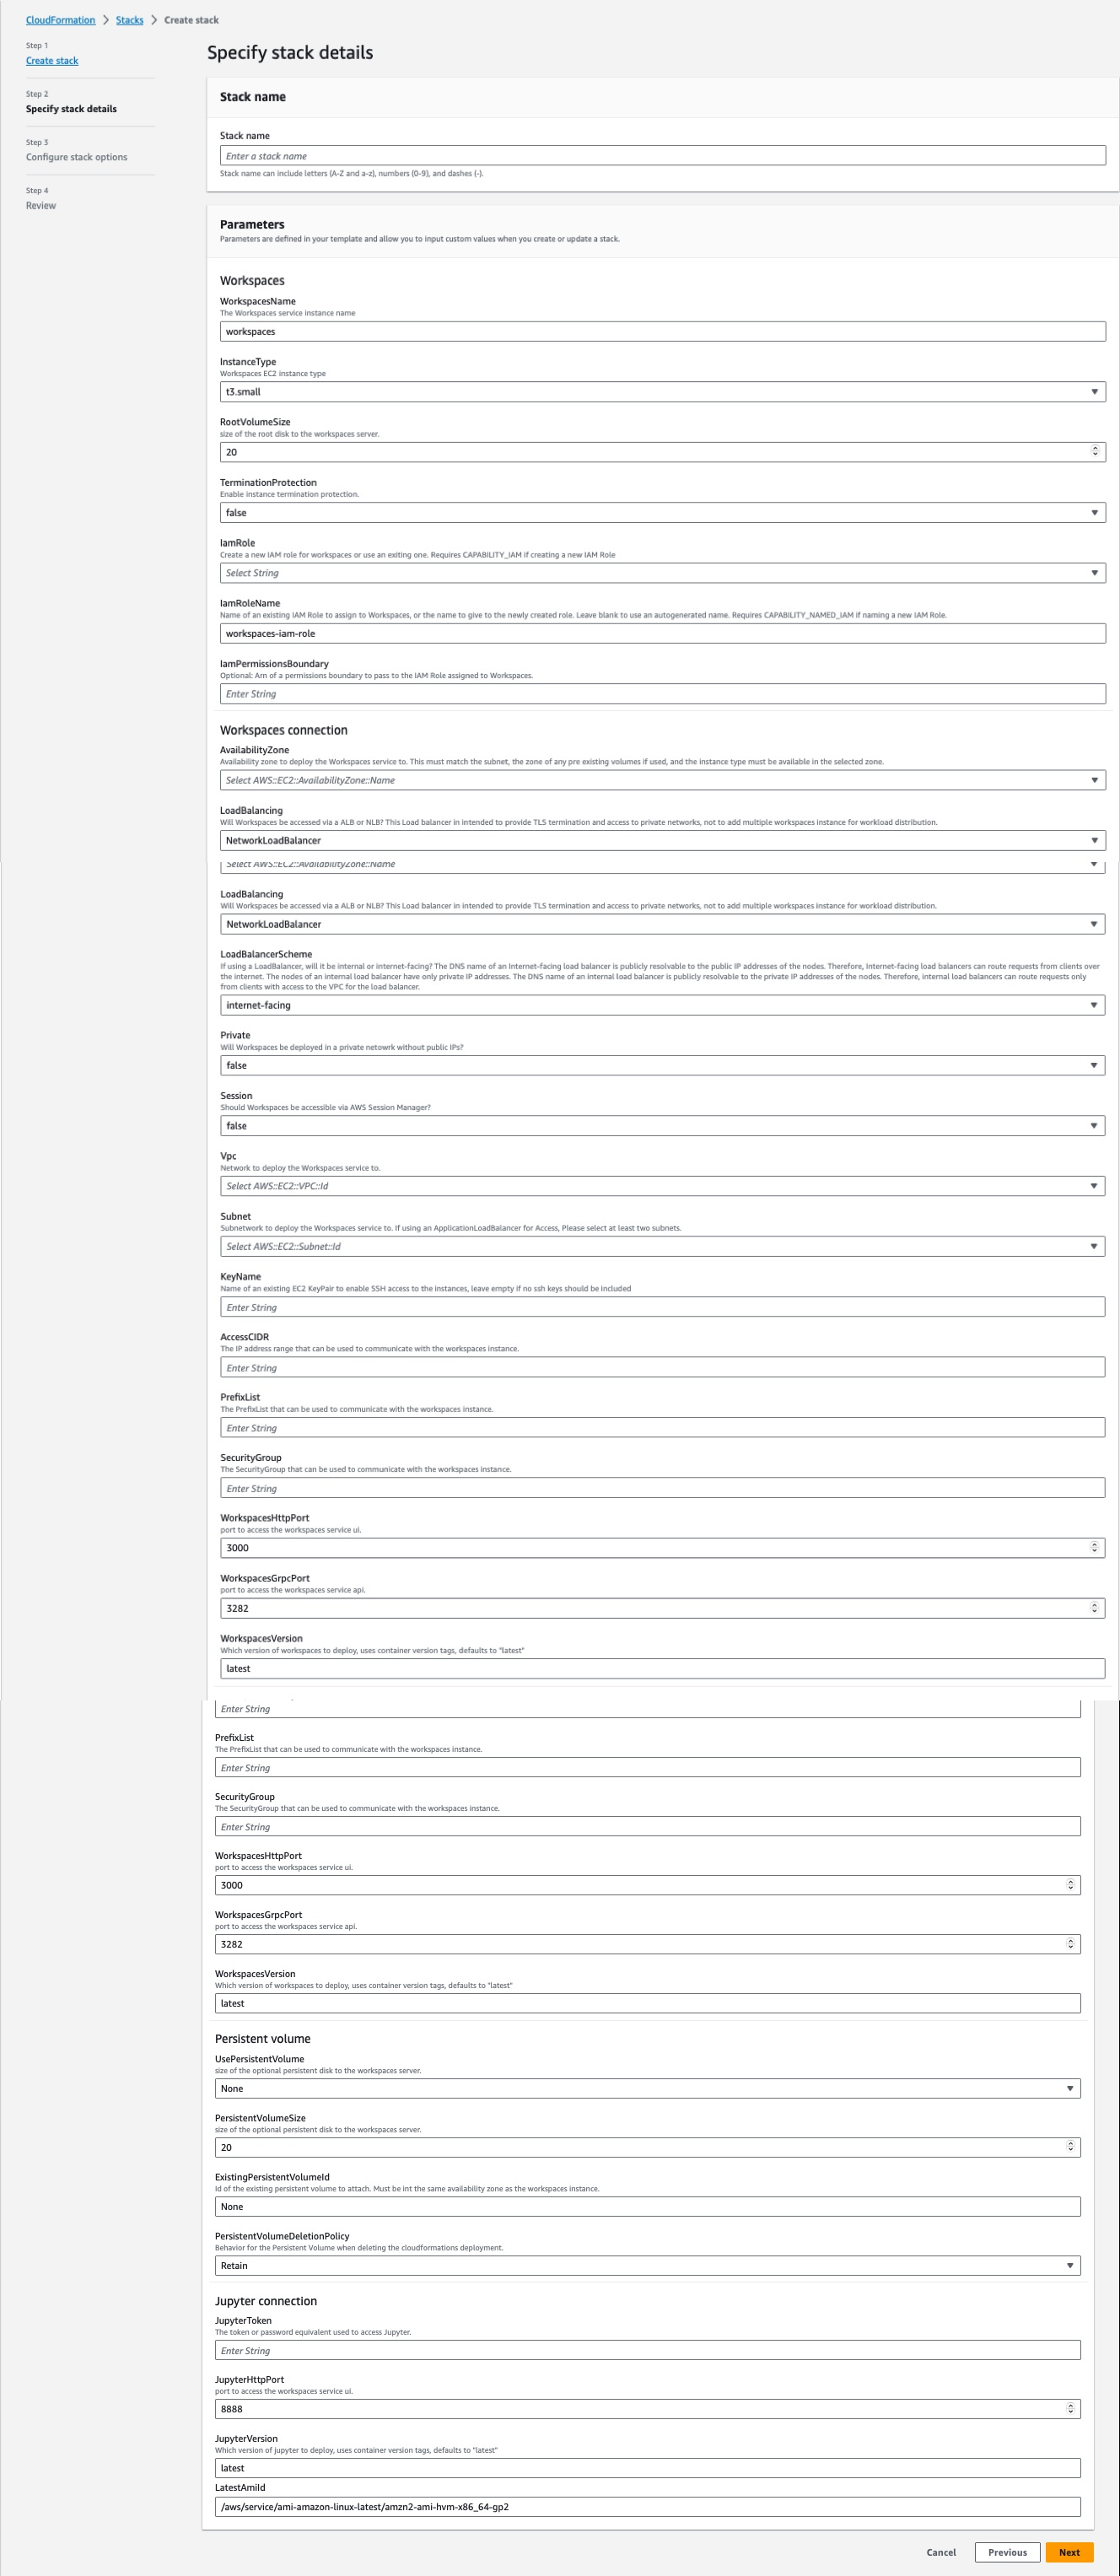 CloudFormation > Stacks > Create stack
Step 1
Create stack
Step 2
Specify stack details
Step 3
Configure stack options
Step 4
Review
Specify stack details
Stack name
Stack name
Enter a stack name
Stack name can include letters (A-Z and a-z), numbers (0-9), and dashes (-).
Parameters
Parameters are defined in your template and allow you to input custom values when you create or update a stack.
Workspaces
WorkspacesName
The Workspaces service instance name
workspaces
InstanceType
Workspaces EC2 instance type
t3.small
RootVolumeSize
size of the root disk to the workspaces server.
20
TerminationProtection
Enable instance termination protection.
false
IamRole
Create a new IAM role for workspaces or use an exiting one. Requires CAPABILITY_IAM if creating a new IAM Role
Select String
IamRoleName
Name of an existing IAM Role to assign to Workspaces, or the name to give to the newly created role. Leave blank to use an autogenerated name. Requires CAPABILITY_NAMED_IAM if naming a new IAM Role.
workspaces-iam-role
IamPermissionsBoundary
Optional: Arn of a permissions boundary to pass to the IAM Role assigned to Workspaces.
Enter String
Workspaces connection
AvailabilityZone
Availability zone to deploy the Workspaces service to. This must match the subnet, the zone of any pre existing volumes if used, and the instance type must be available in the selected zone.
Select AWS::EC2::AvailabilityZone::Name
LoadBalancing
Will Workspaces be accessed via a ALB or NLB? This Load balancer in intended to provide TLS termination and access to private networks, not to add multiple workspaces instance for workload distribution.
NetworkLoadBalancer
Select AWS::EC2::AvailabilityZone::Name
LoadBalancing
Will Workspaces be accessed via a ALB or NLB? This Load balancer in intended to provide TLS termination and access to private networks, not to add multiple workspaces instance for workload distribution.
NetworkLoadBalancer
LoadBalancerScheme
If using a LoadBalancer, will it be internal or internet-facing? The DNS name of an Internet-facing load balancer is publicly resolvable to the public IP addresses of the nodes. Therefore, Internet-facing load balancers can route requests from clients over
the internet. The nodes of an internal load balancer have only private IP addresses. The DNS name of an internal load balancer is publicly resolvable to the private IP addresses of the nodes. Therefore, internal load balancers can route requests only
from clients with access to the VPC for the load balancer.
internet-facing
Private
Will Workspaces be deployed in a private netowrk without public IPs?
false
Session
Should Workspaces be accessible via AWS Session Manager?
false
Vpc
Network to deploy the Workspaces service to.
Select AWS::EC2::VPC::Id
Subnet
Subnetwork to deploy the Workspaces service to. If using an ApplicationLoadBalancer for Access, Please select at least two subnets.
Select AWS::EC2::Subnet::Id
KeyName
Name of an existing EC2 KeyPair to enable SSH access to the instances, leave empty if no ssh keys should be included
Enter String
AccessCIDR
The IP address range that can be used to communicate with the workspaces instance.
Enter String
PrefixList
The PrefixList that can be used to communicate with the workspaces instance.
Enter String
SecurityGroup
The SecurityGroup that can be used to communicate with the workspaces instance.
Enter String
WorkspacesHttpPort
port to access the workspaces service ui.
3000
WorkspacesGrpcPort
port to access the workspaces service api.
3282
WorkspacesVersion
Which version of workspaces to deploy, uses container version tags, defaults to "latest"
latest
Enter String
PrefixList
The PrefixList that can be used to communicate with the workspaces instance.
Enter String
SecurityGroup
The SecurityGroup that can be used to communicate with the workspaces instance.
Enter String
WorkspacesHttpPort
port to access the workspaces service ui.
3000
WorkspacesGrpcPort
port to access the workspaces service api.
3282
WorkspacesVersion
Which version of workspaces to deploy, uses container version tags, defaults to "latest"
latest
Persistent volume
UsePersistentVolume
size of the optional persistent disk to the workspaces server.
None
PersistentVolumeSize
size of the optional persistent disk to the workspaces server.
20
ExistingPersistentVolumeId
Id of the existing persistent volume to attach. Must be int the same availability zone as the workspaces instance.
None
PersistentVolumeDeletionPolicy
Behavior for the Persistent Volume when deleting the cloudformations deployment.
Retain
Jupyter connection
JupyterToken
The token or password equivalent used to access Jupyter.
Enter String
JupyterHttpPort
port to access the workspaces service ui.
8888
JupyterVersion
Which version of jupyter to deploy, uses container version tags, defaults to "latest"
latest
LatestAmiId
/aws/service/ami-amazon-linux-latest/amzn2-ami-hvm-x86_64-gp2
Cancel
Previous
Next